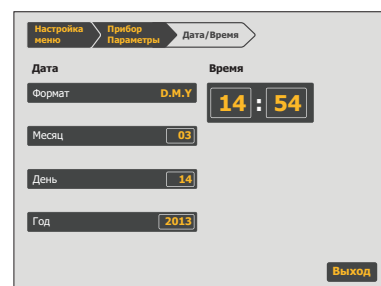 Настройка меню
Прибор Параметры
Дата/Время
Дата
Время
Формат D.M.Y
14 : 54
Месяц 03
День 14
Год 2013
Выход